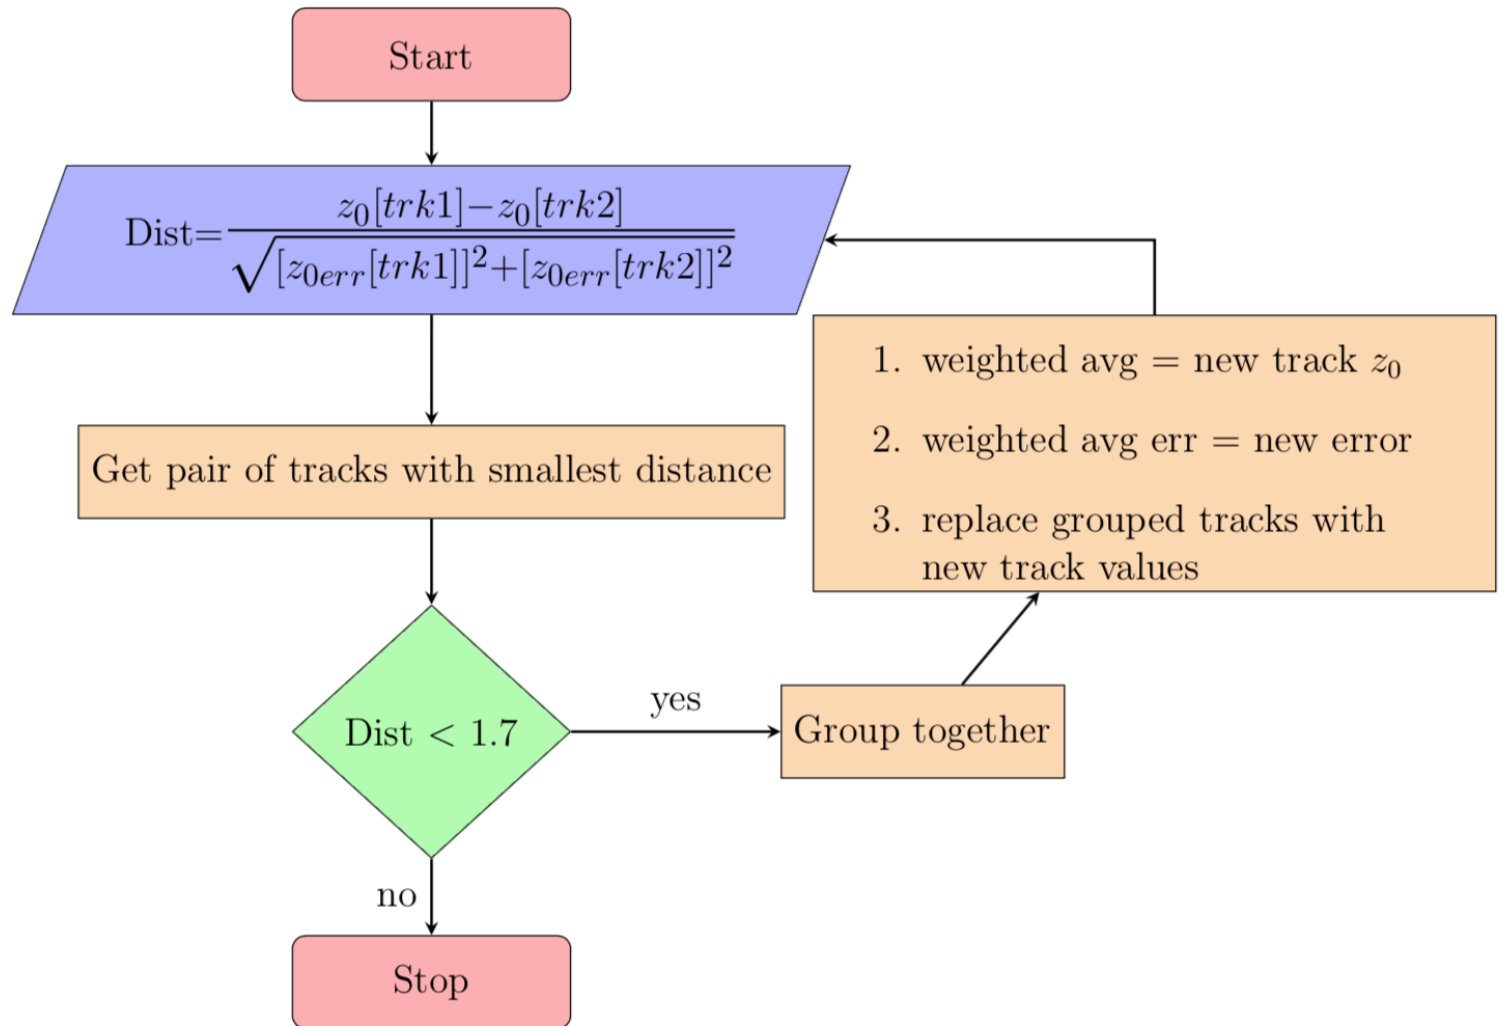 Start
Dist= z₀[trk1]−z₀[trk2]
√[z₀err[trk1]]²+[z₀err[trk2]]²
Get pair of tracks with smallest distance
1. weighted avg = new track z₀
2. weighted avg err = new error
3. replace grouped tracks with
new track values
Dist < 1.7
yes
Group together
no
Stop